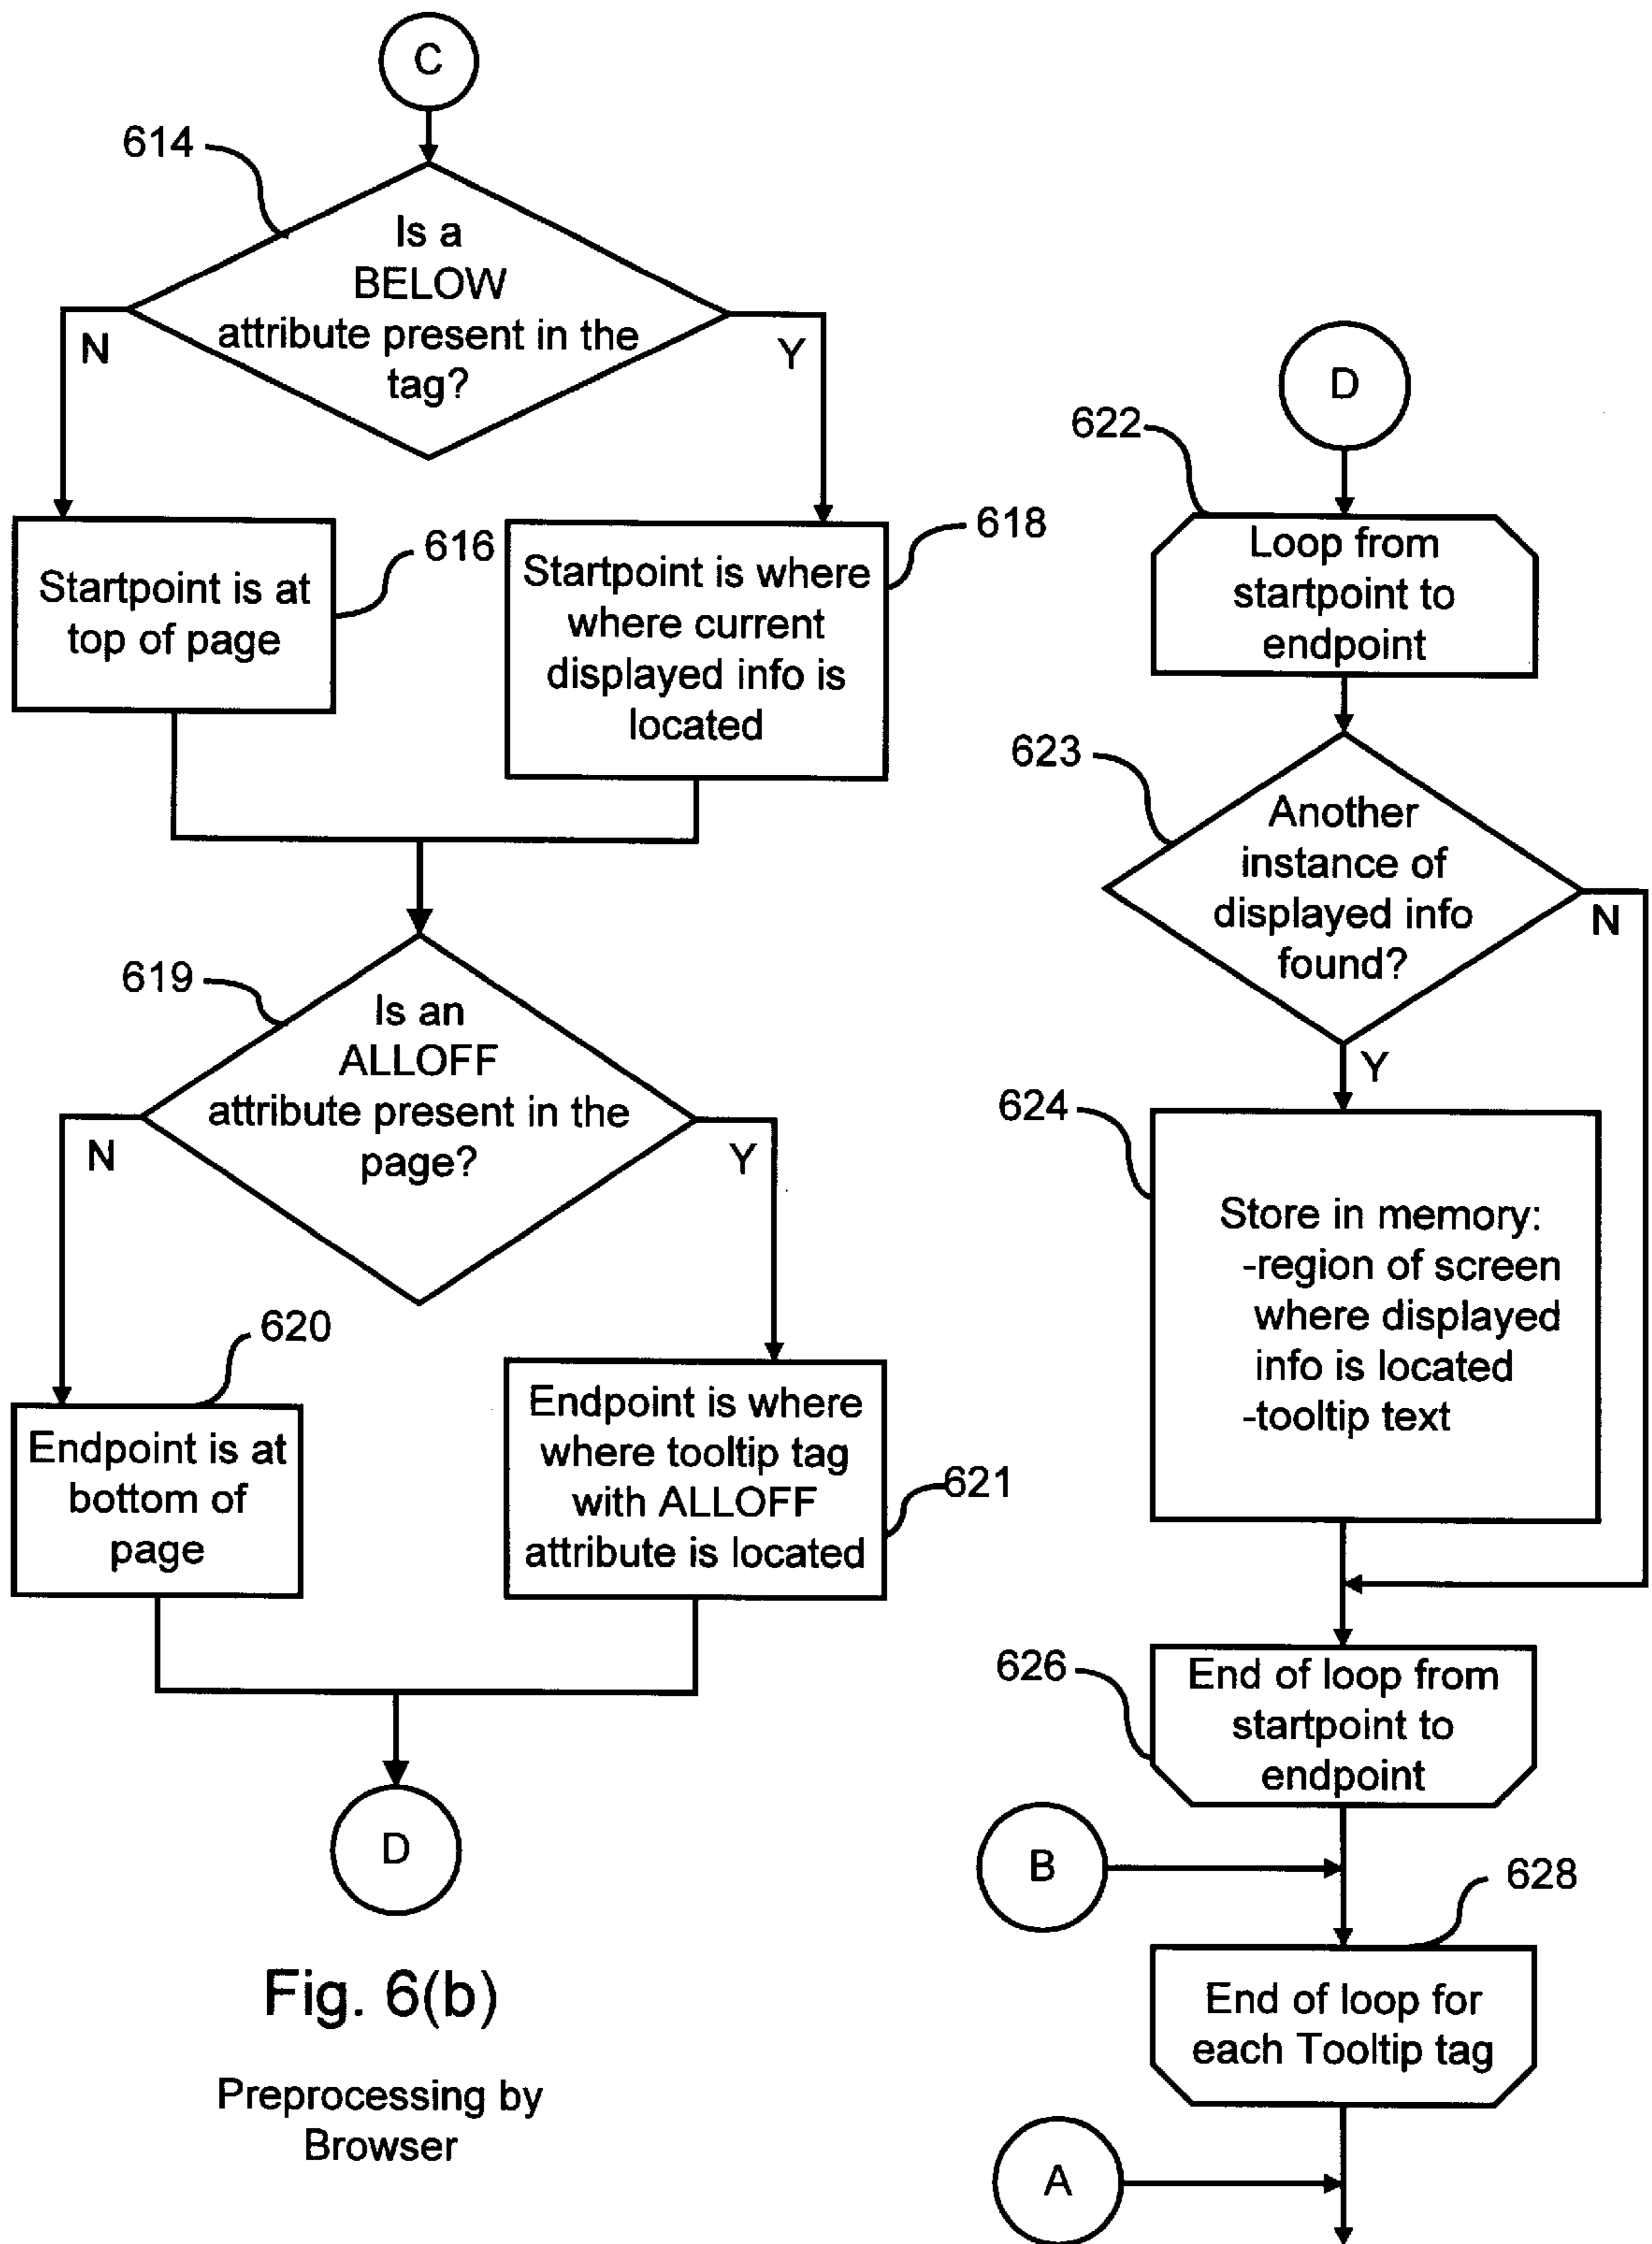 C
614
Is a
BELOW
attribute present in the
tag?
N
Y
616
Startpoint is at
top of page
618
Startpoint is where
where current
displayed info is
located
619
Is an
ALLOFF
attribute present in the
page?
N
Y
620
Endpoint is at
bottom of
page
Endpoint is where
where tooltip tag
with ALLOFF
attribute is located
621
D
Fig. 6(b)
Preprocessing by
Browser
D
622
Loop from
startpoint to
endpoint
623
Another
instance of
displayed info
found?
N
Y
624
Store in memory:
-region of screen
where displayed
info is located
-tooltip text
626
End of loop from
startpoint to
endpoint
B
628
End of loop for
each Tooltip tag
A